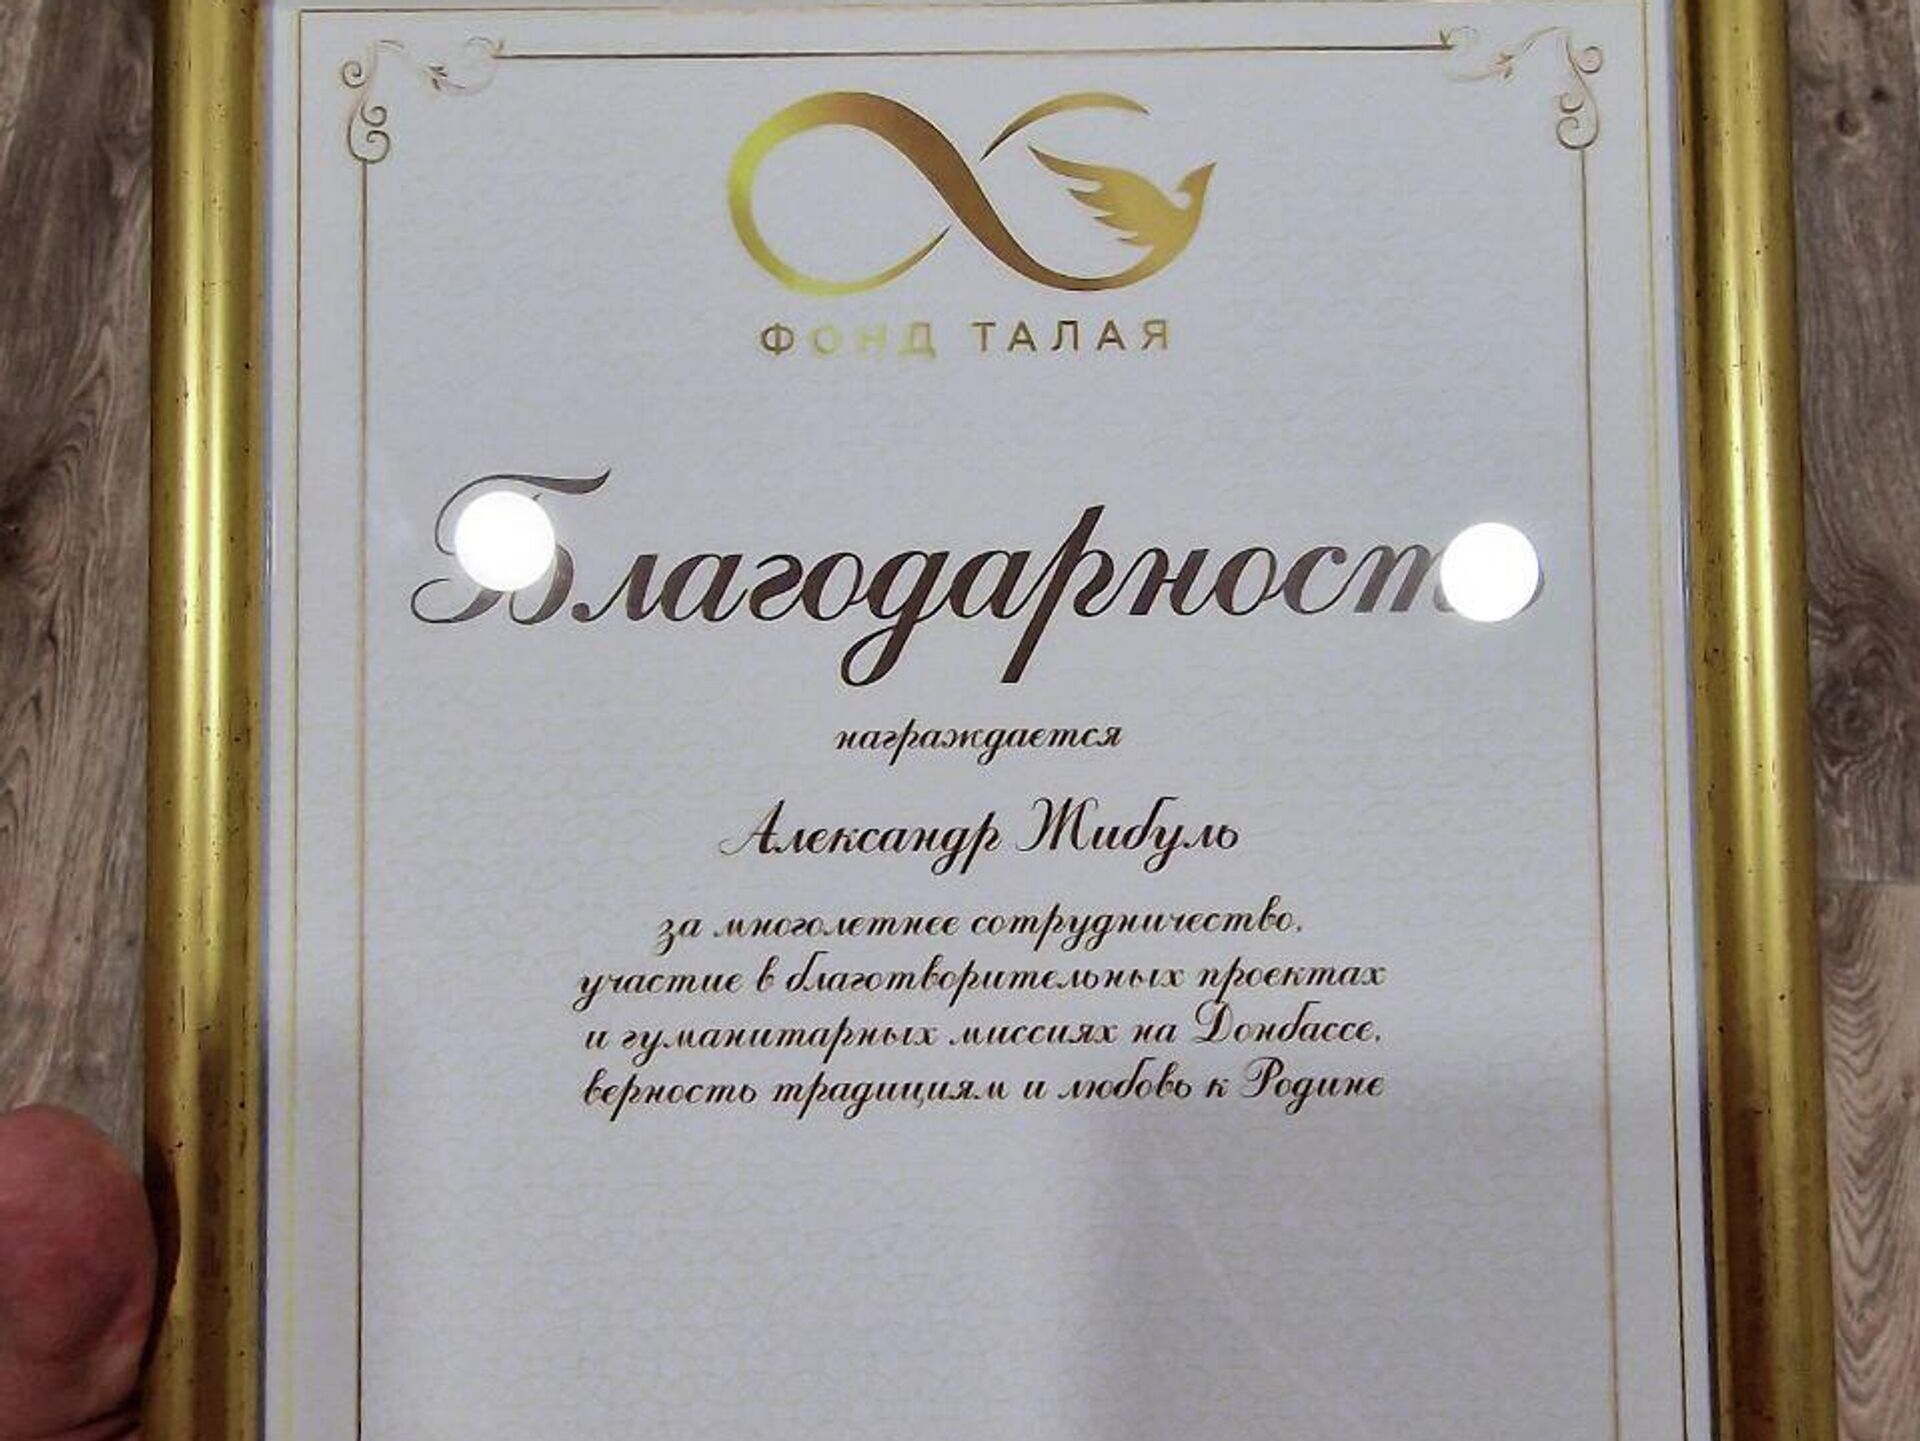 ФОНД ТАЛАЯ
Благодарность
награждается
Александр Жибуль
за многолетнее сотрудничество,
участие в благотворительных проектах
и гуманитарных миссиях на Донбассе,
верность традициям и любовь к Родине